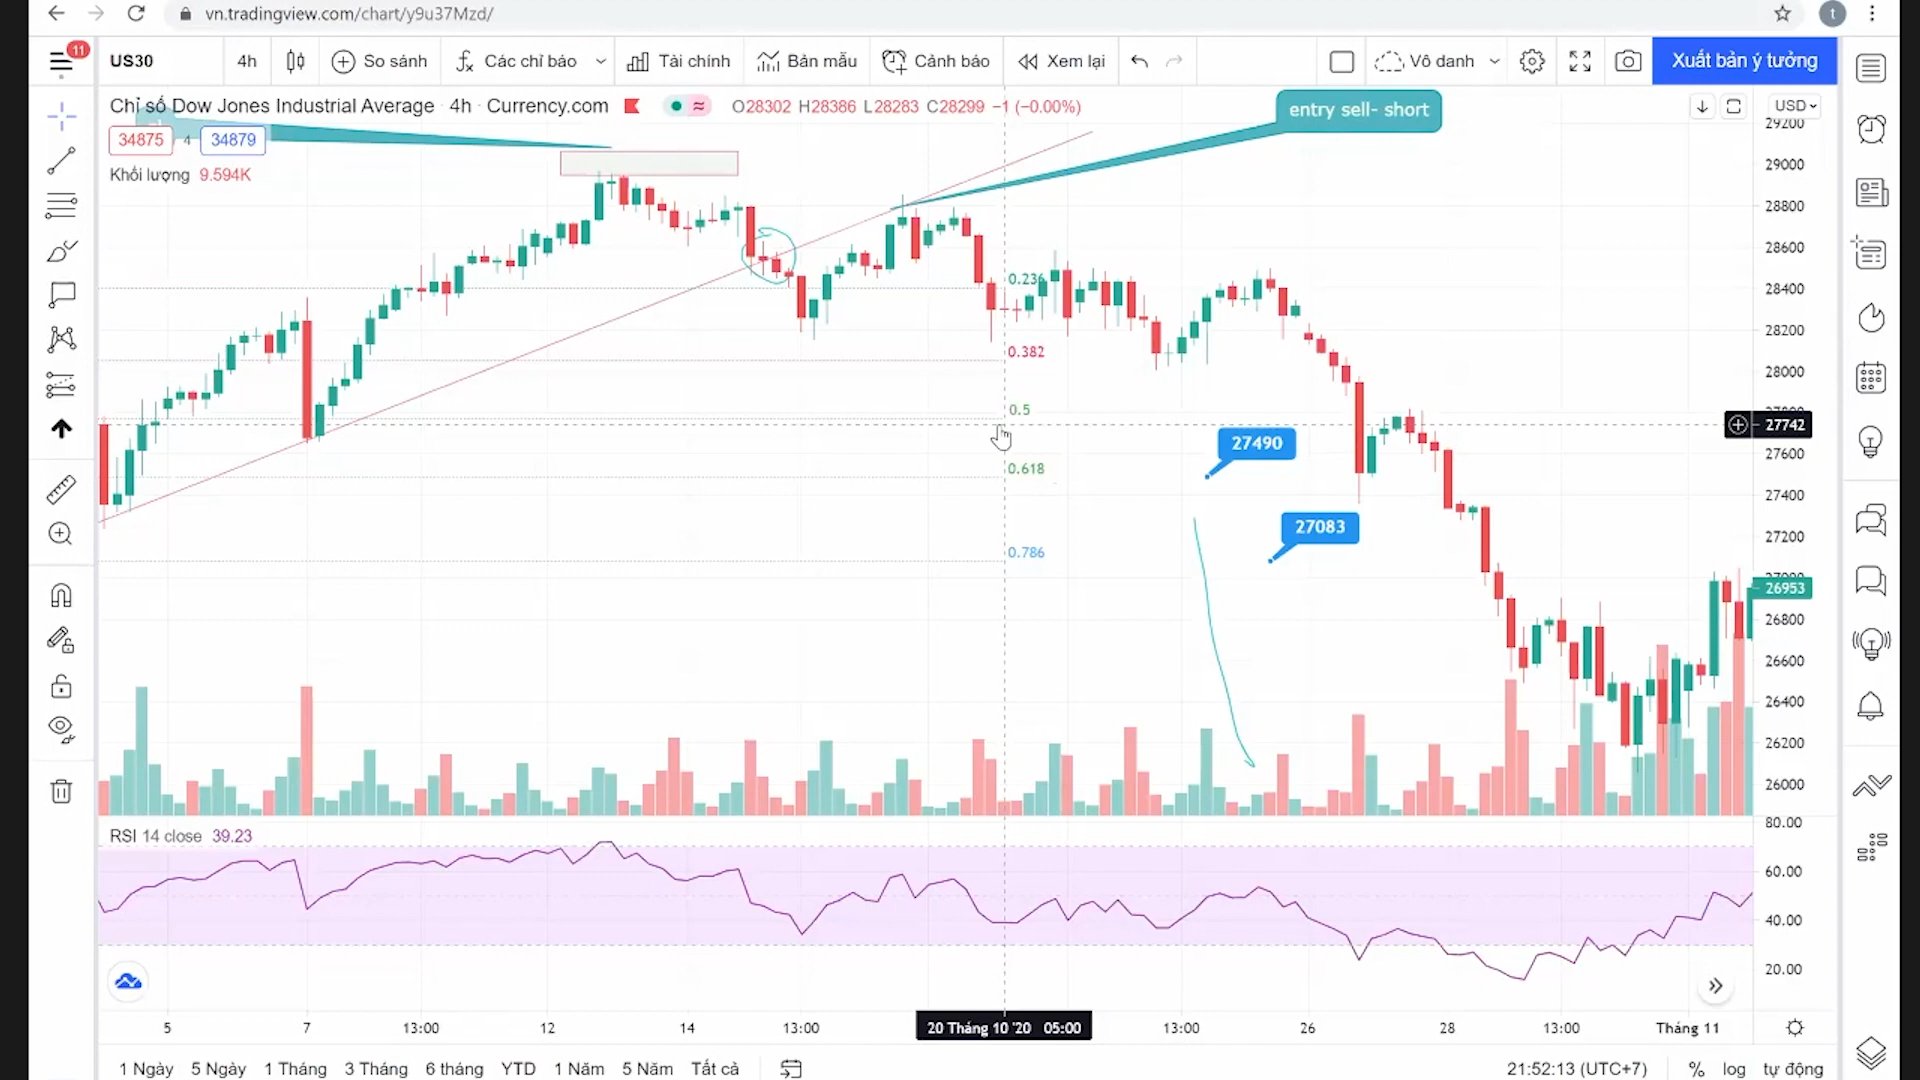 vn.tradingview.com/chart/y9u37Mzd/
t
11
US30
4h
So sánh
Các chỉ báo
Tài chính
Bản mẫu
Cảnh báo
Xem lại
Vô danh
Xuất bản ý tưởng
Chỉ số Dow Jones Industrial Average 4h Currency.com
O28302 H28386 L28283 C28299 −1 (−0.00%)
entry sell- short
USD
34875
4
34879
Khối lượng 9.594K
29200
29000
28800
28600
28400
28200
28000
27742
27600
27400
27200
27000
26953
26800
26600
26400
26200
26000
0.236
0.382
0.5
0.618
0.786
27490
27083
RSI 14 close 39.23
80.00
60.00
40.00
20.00
5
7
13:00
12
14
13:00
20 Tháng 10 '20 05:00
13:00
26
28
13:00
Tháng 11
1 Ngày
5 Ngày
1 Tháng
3 Tháng
6 tháng
YTD
1 Năm
5 Năm
Tất cả
21:52:13 (UTC+7)
%
log
tự động